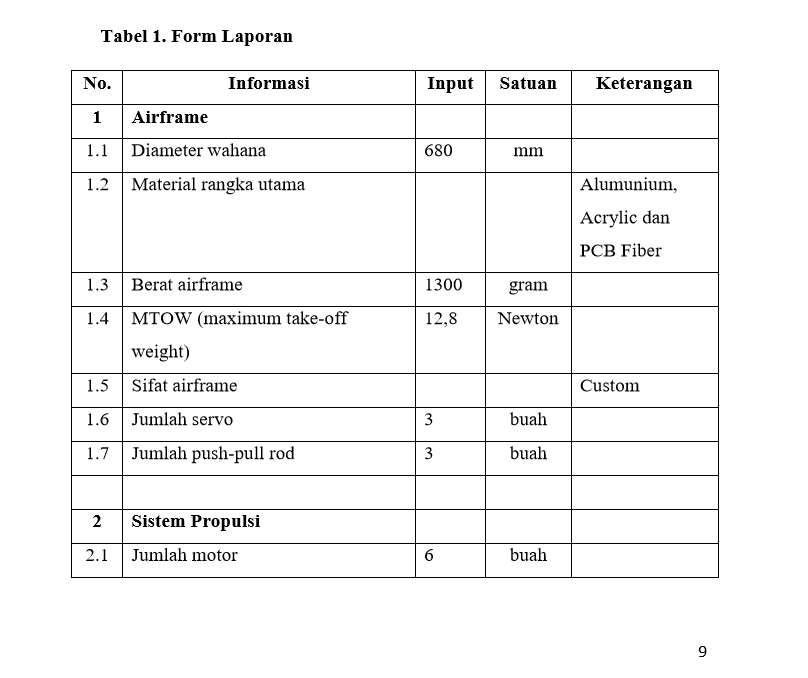 Tabel 1. Form Laporan
No. Informasi Input Satuan Keterangan
1 Airframe
1.1 Diameter wahana 680 mm
1.2 Material rangka utama Alumunium,
Acrylic dan
PCB Fiber
1.3 Berat airframe 1300 gram
1.4 MTOW (maximum take-off 12,8 Newton
weight)
1.5 Sifat airframe Custom
1.6 Jumlah servo 3 buah
1.7 Jumlah push-pull rod 3 buah
2 Sistem Propulsi
2.1 Jumlah motor 6 buah
9